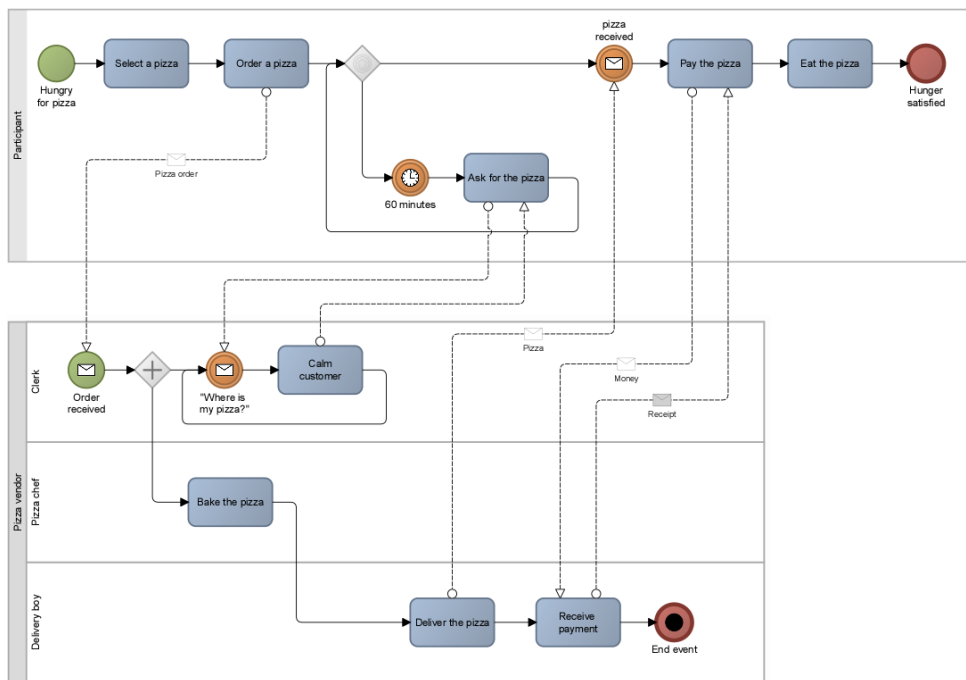 pizza
received
Select a pizza
Order a pizza
Pay the pizza
Eat the pizza
Hungry
for pizza
Hunger
satisfied
Participant
Pizza order
Ask for the pizza
60 minutes
Pizza vendor
Clerk
Order
received
"Where is
my pizza?"
Calm
customer
Pizza
Money
Receipt
Pizza chef
Bake the pizza
Delivery boy
Deliver the pizza
Receive
payment
End event